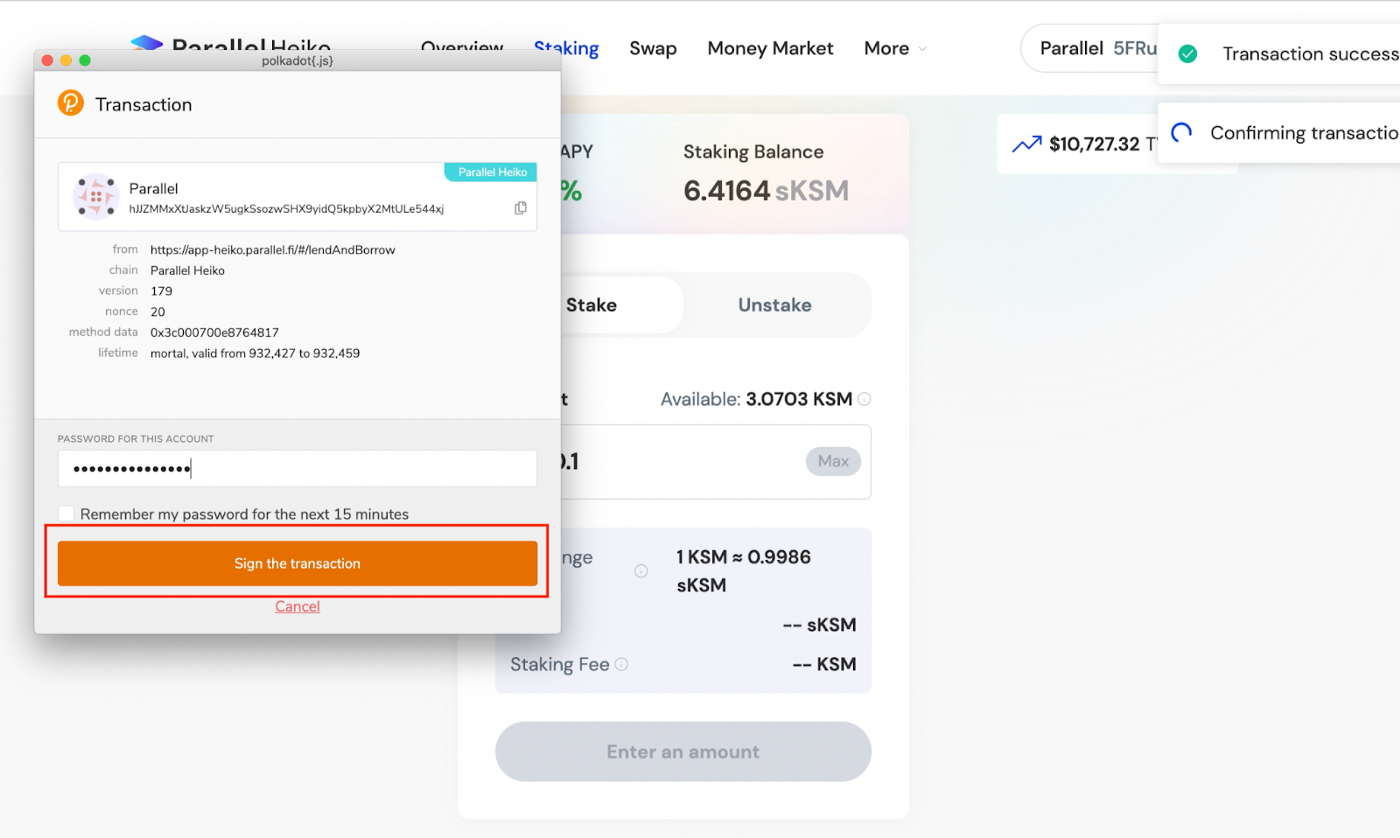 Parallel Heiko
Overview
Staking
Swap
Money Market
More
Parallel 5FRu
Transaction success
Confirming transactio
$10,727.32 T
polkadot{.js}
Transaction
Parallel Heiko
Parallel
hJJZMMxXtJaskzW5ugkSsozwSHX9yidQ5kpbyX2MtULe544xj
from https://app-heiko.parallel.fi/#/lendAndBorrow
chain Parallel Heiko
version 179
nonce 20
method data 0x3c000700e8764817
lifetime mortal, valid from 932,427 to 932,459
PASSWORD FOR THIS ACCOUNT
•••••••••••••••
Remember my password for the next 15 minutes
Sign the transaction
Cancel
APY
%
Staking Balance
6.4164 sKSM
Stake
Unstake
t
Available: 3.0703 KSM
0.1
Max
nge
1 KSM ≈ 0.9986
sKSM
-- sKSM
Staking Fee
-- KSM
Enter an amount